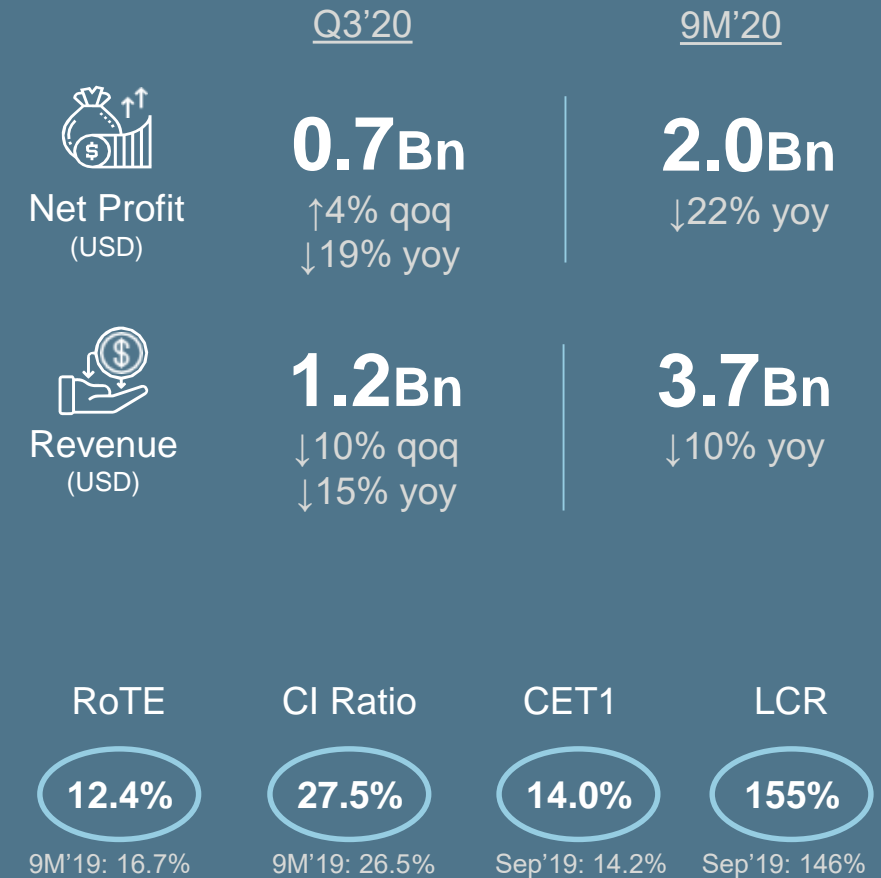 Q3’20 9M’20
$
Net Profit
(USD)
0.7Bn
↑4% qoq
↓19% yoy
2.0Bn
↓22% yoy
$
Revenue
(USD)
1.2Bn
↓10% qoq
↓15% yoy
3.7Bn
↓10% yoy
RoTE CI Ratio CET1 LCR
12.4% 27.5% 14.0% 155%
9M’19: 16.7% 9M’19: 26.5% Sep’19: 14.2% Sep’19: 146%